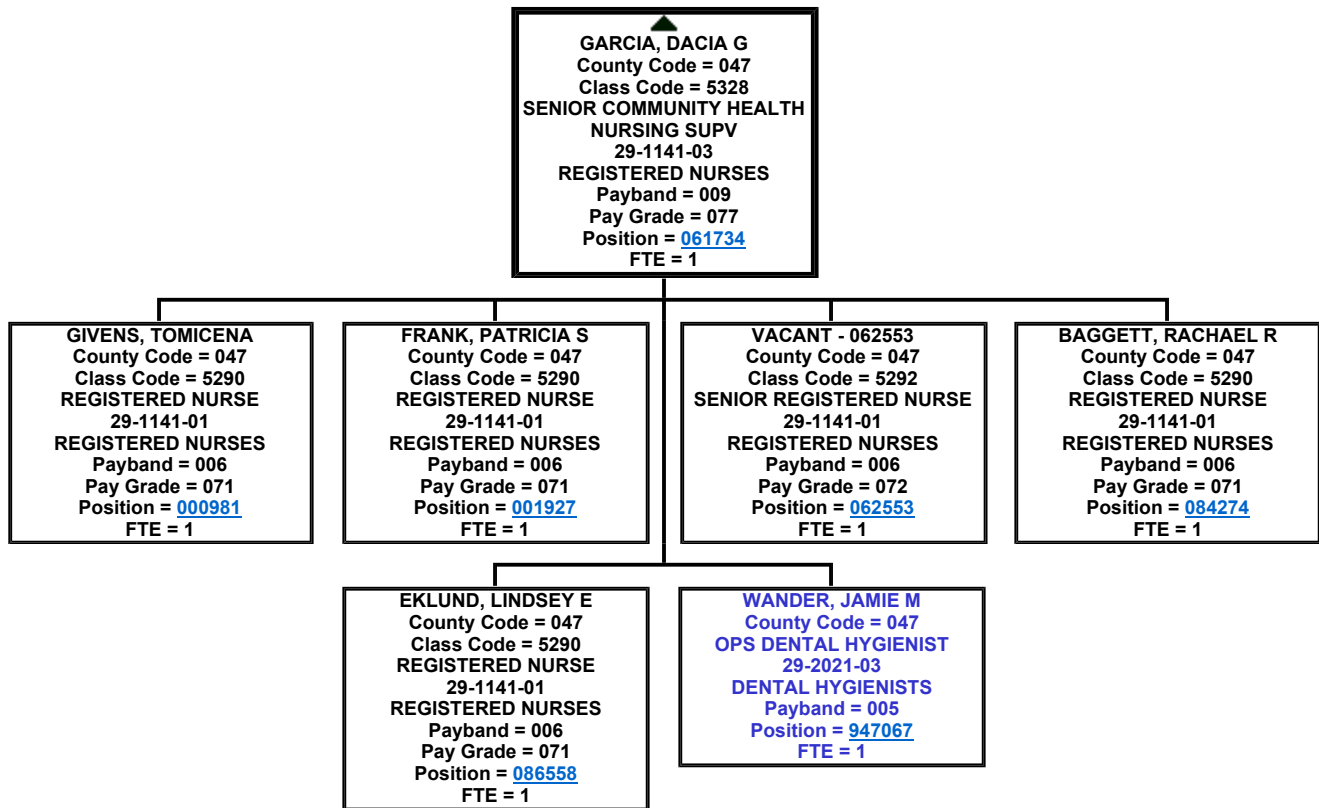 GARCIA, DACIA G
County Code = 047
Class Code = 5328
SENIOR COMMUNITY HEALTH
NURSING SUPV
29-1141-03
REGISTERED NURSES
Payband = 009
Pay Grade = 077
Position = 061734
FTE = 1
GIVENS, TOMICENA
County Code = 047
Class Code = 5290
REGISTERED NURSE
29-1141-01
REGISTERED NURSES
Payband = 006
Pay Grade = 071
Position = 000981
FTE = 1
FRANK, PATRICIA S
County Code = 047
Class Code = 5290
REGISTERED NURSE
29-1141-01
REGISTERED NURSES
Payband = 006
Pay Grade = 071
Position = 001927
FTE = 1
VACANT - 062553
County Code = 047
Class Code = 5292
SENIOR REGISTERED NURSE
29-1141-01
REGISTERED NURSES
Payband = 006
Pay Grade = 072
Position = 062553
FTE = 1
BAGGETT, RACHAEL R
County Code = 047
Class Code = 5290
REGISTERED NURSE
29-1141-01
REGISTERED NURSES
Payband = 006
Pay Grade = 071
Position = 084274
FTE = 1
EKLUND, LINDSEY E
County Code = 047
Class Code = 5290
REGISTERED NURSE
29-1141-01
REGISTERED NURSES
Payband = 006
Pay Grade = 071
Position = 086558
FTE = 1
WANDER, JAMIE M
County Code = 047
OPS DENTAL HYGIENIST
29-2021-03
DENTAL HYGIENISTS
Payband = 005
Position = 947067
FTE = 1